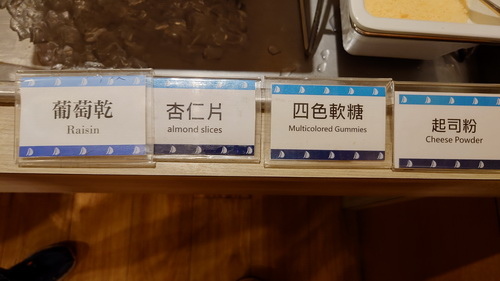 葡萄乾
Raisin
杏仁片
almond slices
四色軟糖
Multicolored Gummies
起司粉
Cheese Powder